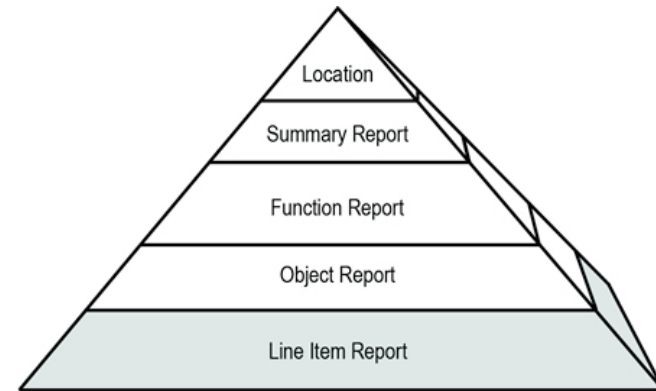 Location
Summary Report
Function Report
Object Report
Line Item Report